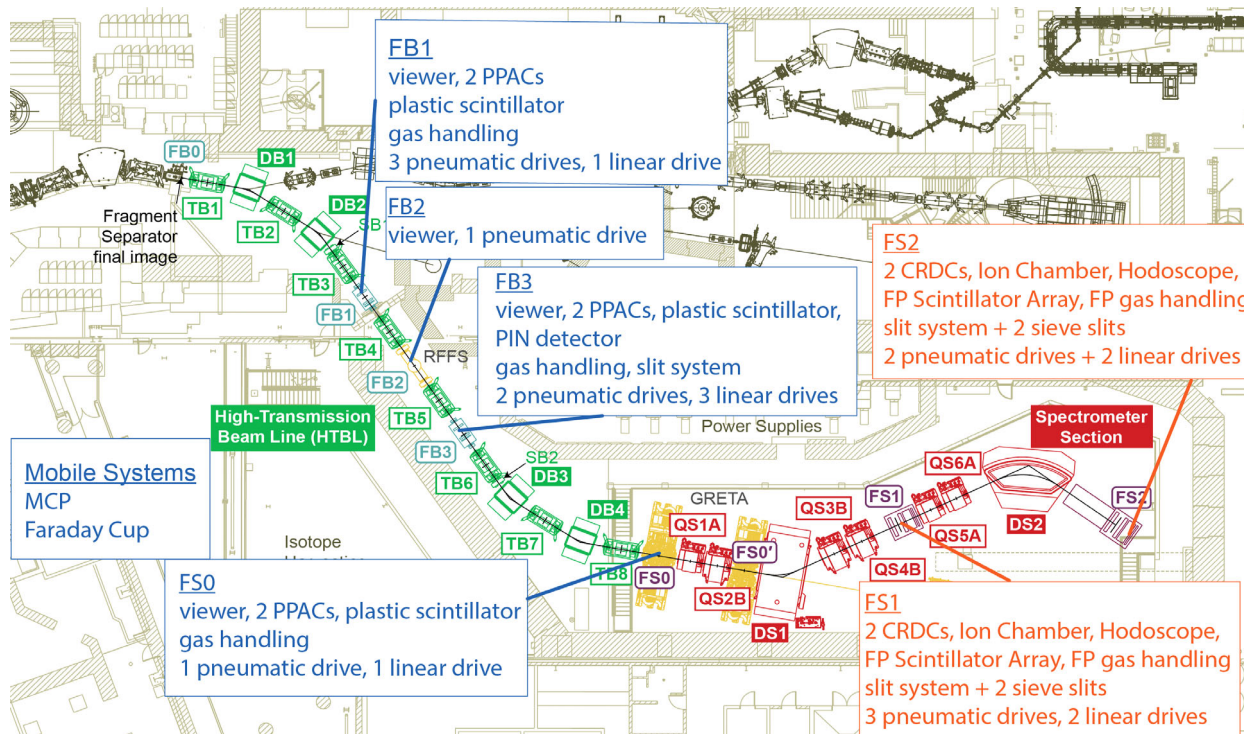 FB1
viewer, 2 PPACs
plastic scintillator
gas handling
3 pneumatic drives, 1 linear drive
FB0
DB1
TB1
Fragment
Separator
final image
TB2
DB2
FB2
viewer, 1 pneumatic drive
TB3
FB1
FB3
viewer, 2 PPACs, plastic scintillator,
PIN detector
gas handling, slit system
2 pneumatic drives, 3 linear drives
FS2
2 CRDCs, Ion Chamber, Hodoscope,
FP Scintillator Array, FP gas handling
slit system + 2 sieve slits
2 pneumatic drives + 2 linear drives
TB4
RFFS
FB2
TB5
High-Transmission
Beam Line (HTBL)
FB3
Power Supplies
Spectrometer
Section
Mobile Systems
MCP
Faraday Cup
TB6
SB2
DB3
QS6A
GRETA
FS1
FS2
DS2
QS3B
DB4
QS1A
QS5A
Isotope
TB7
FS0'
TB8
FS0
QS2B
QS4B
DS1
FS0
viewer, 2 PPACs, plastic scintillator
gas handling
1 pneumatic drive, 1 linear drive
FS1
2 CRDCs, Ion Chamber, Hodoscope,
FP Scintillator Array, FP gas handling
slit system + 2 sieve slits
3 pneumatic drives, 2 linear drives